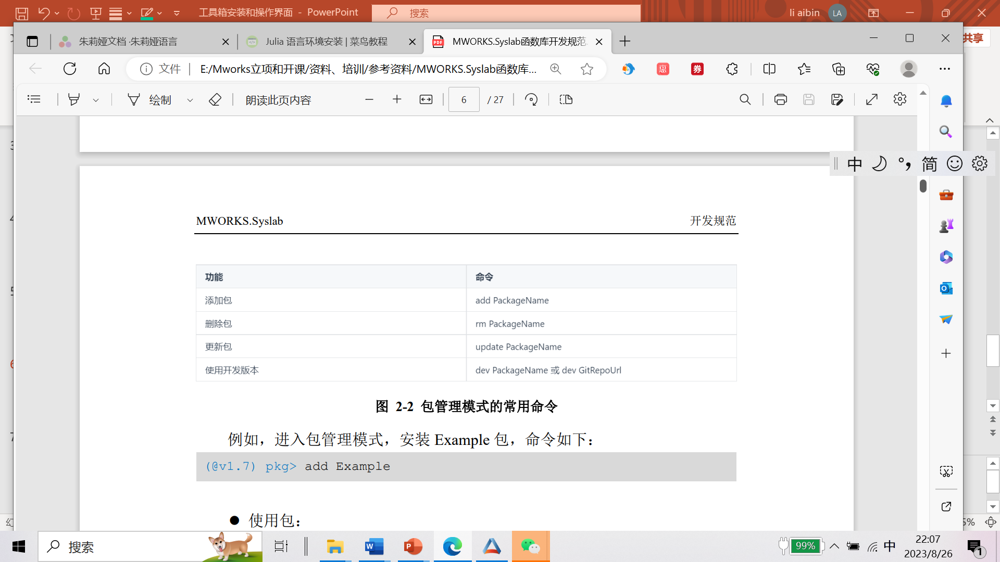 工具箱安装和操作界面 - PowerPoint
搜索
li aibin
LA
共享
朱莉娅文档 ·朱莉娅语言
Julia 语言环境安装 | 菜鸟教程
MWORKS.Syslab函数库开发规范
文件
E:/Mworks立项和开课/资料、培训/参考资料/MWORKS.Syslab函数库...
惠
券
绘制
朗读此页内容
6
/ 27
中
简
MWORKS.Syslab
开发规范
功能
命令
添加包
add PackageName
删除包
rm PackageName
更新包
update PackageName
使用开发版本
dev PackageName 或 dev GitRepoUrl
图 2-2 包管理模式的常用命令
例如，进入包管理模式，安装 Example 包，命令如下：
(@v1.7) pkg> add Example
● 使用包：
搜索
99%
中
22:07
2023/8/26
1